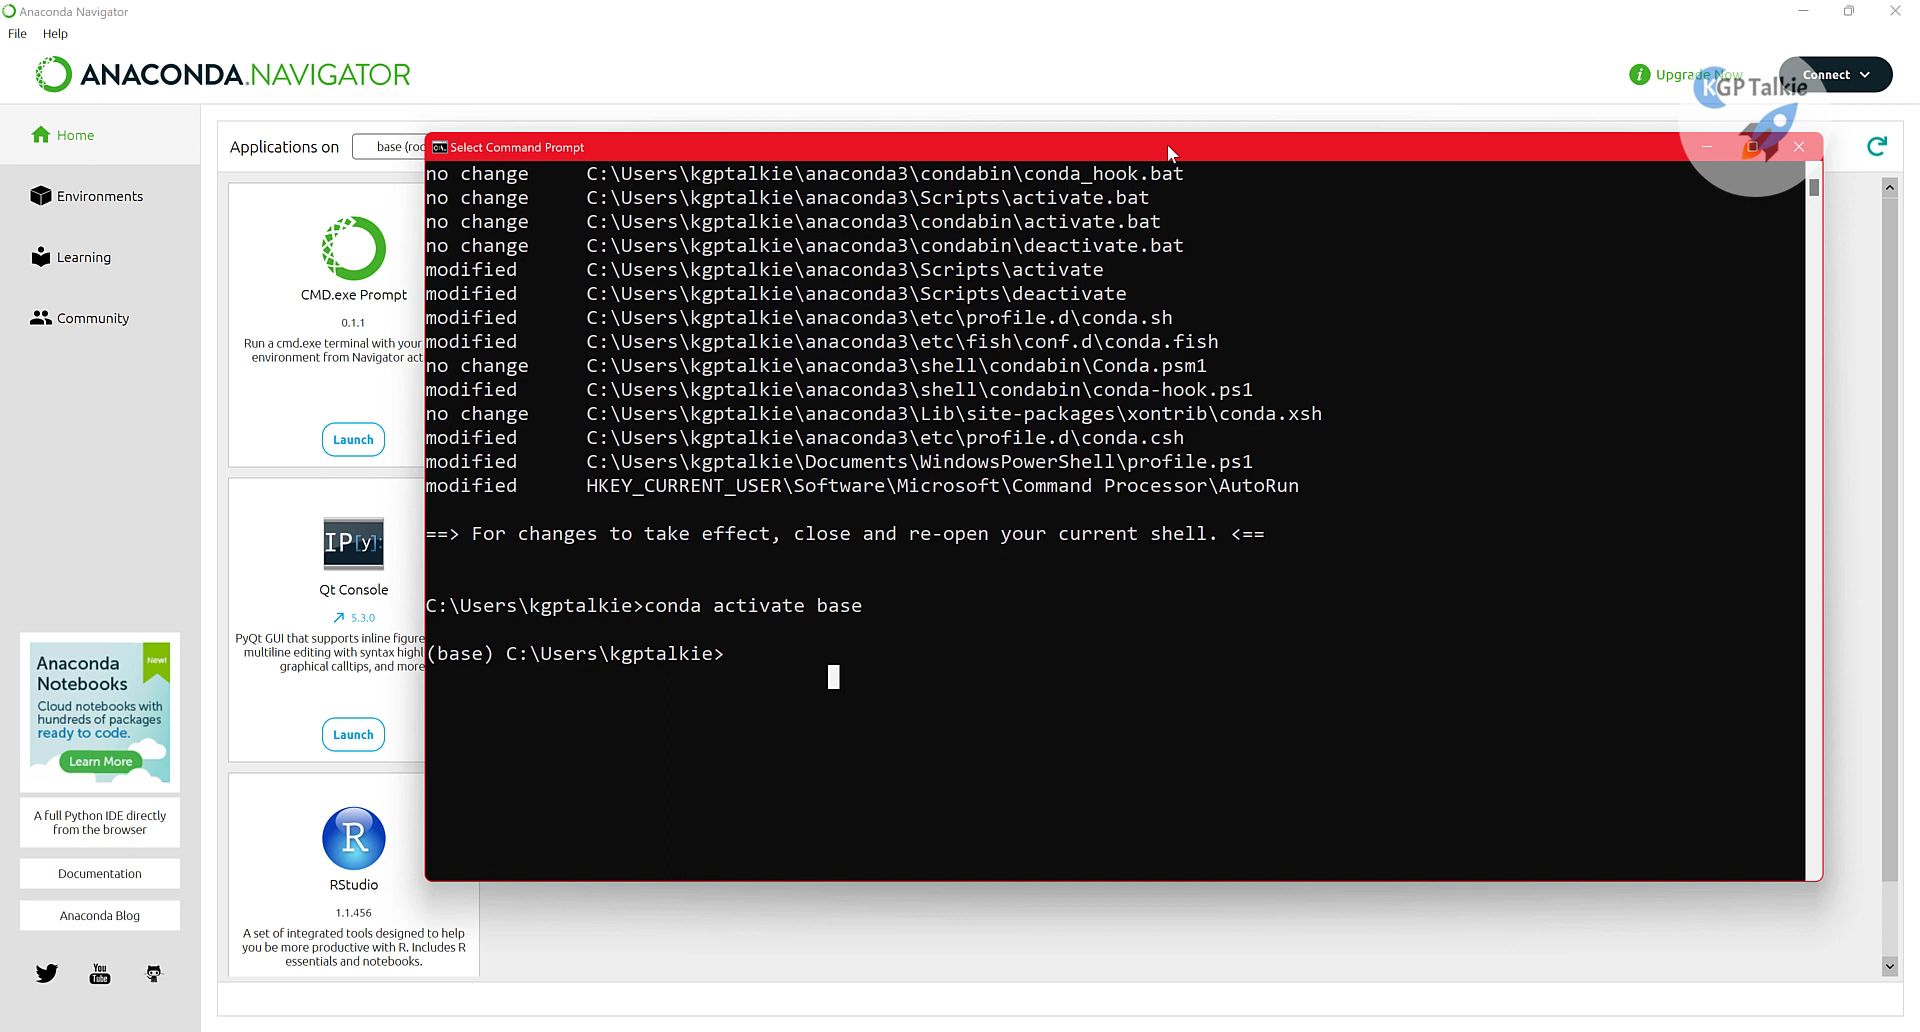 Anaconda Navigator
File Help
ANACONDA.NAVIGATOR
Upgrade Now
Connect
KGP Talkie
Home
Environments
Learning
Community
Applications on
base (roo
CMD.exe Prompt
0.1.1
Run a cmd.exe terminal with your
environment from Navigator act
Launch
IP[y]:
Qt Console
5.3.0
PyQt GUI that supports inline figure
multiline editing with syntax highl
graphical calltips, and more
Launch
R
RStudio
1.1.456
A set of integrated tools designed to help
you be more productive with R. Includes R
essentials and notebooks.
Select Command Prompt
no change C:\Users\kgptalkie\anaconda3\condabin\conda_hook.bat
no change C:\Users\kgptalkie\anaconda3\Scripts\activate.bat
no change C:\Users\kgptalkie\anaconda3\condabin\activate.bat
no change C:\Users\kgptalkie\anaconda3\condabin\deactivate.bat
modified C:\Users\kgptalkie\anaconda3\Scripts\activate
modified C:\Users\kgptalkie\anaconda3\Scripts\deactivate
modified C:\Users\kgptalkie\anaconda3\etc\profile.d\conda.sh
modified C:\Users\kgptalkie\anaconda3\etc\fish\conf.d\conda.fish
no change C:\Users\kgptalkie\anaconda3\shell\condabin\Conda.psm1
modified C:\Users\kgptalkie\anaconda3\shell\condabin\conda-hook.ps1
no change C:\Users\kgptalkie\anaconda3\Lib\site-packages\xontrib\conda.xsh
modified C:\Users\kgptalkie\anaconda3\etc\profile.d\conda.csh
modified C:\Users\kgptalkie\Documents\WindowsPowerShell\profile.ps1
modified HKEY_CURRENT_USER\Software\Microsoft\Command Processor\AutoRun
==> For changes to take effect, close and re-open your current shell. <==
C:\Users\kgptalkie>conda activate base
(base) C:\Users\kgptalkie>
Anaconda
Notebooks
New!
Cloud notebooks with
hundreds of packages
ready to code.
Learn More
A full Python IDE directly
from the browser
Documentation
Anaconda Blog
You
Tube